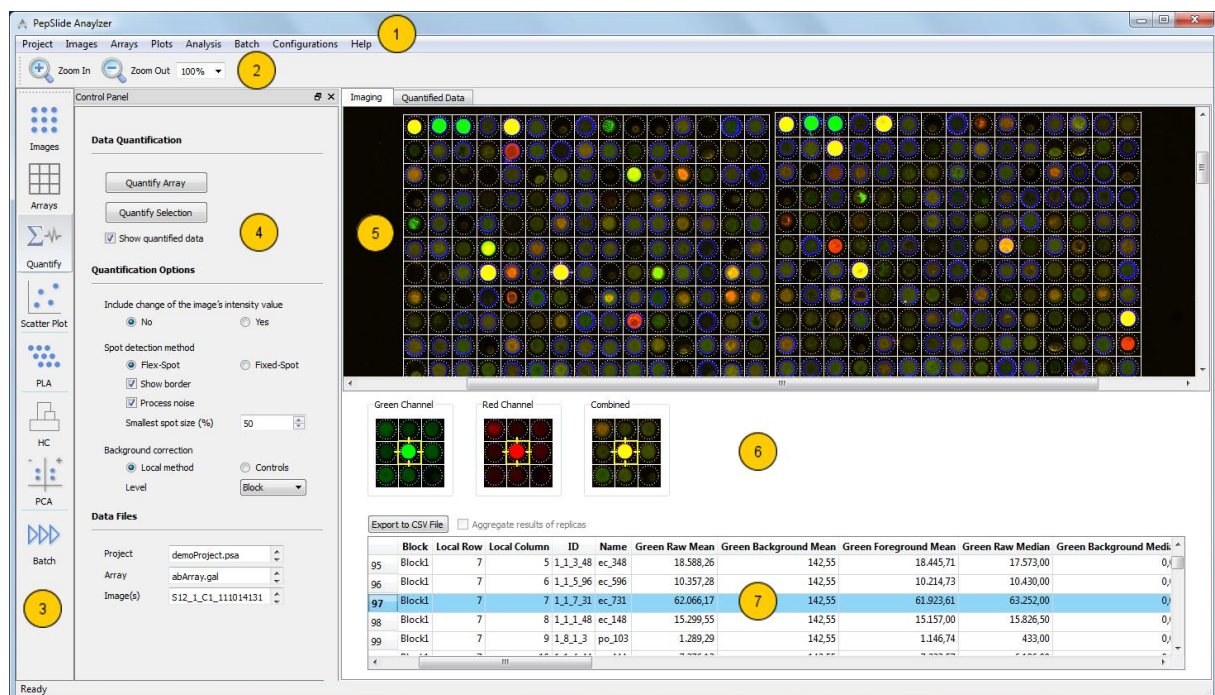 PepSlide Anaylzer
Project Images Arrays Plots Analysis Batch Configurations Help
1
Zoom In Zoom Out 100%
2
Images
Arrays
Quantify
Scatter Plot
PLA
HC
PCA
Batch
3
Control Panel
Data Quantification
Quantify Array
Quantify Selection
Show quantified data
4
Quantification Options
Include change of the image's intensity value
No Yes
Spot detection method
Flex-Spot Fixed-Spot
Show border
Process noise
Smallest spot size (%) 50
Background correction
Local method Controls
Level Block
Data Files
Project demoProject.psa
Array abArray.gal
Image(s) S12_1_C1_111014131
Imaging Quantified Data
5
Green Channel Red Channel Combined
6
Export to CSV File Aggregate results of replicas
Block Local Row Local Column ID Name Green Raw Mean Green Background Mean Green Foreground Mean Green Raw Median Green Background Medi
95 Block1 7 5 1_1_3_48 ec_348 18.588,26 142,55 18.445,71 17.573,00 0,
96 Block1 7 6 1_1_5_96 ec_596 10.357,28 142,55 10.214,73 10.430,00 0,
97 Block1 7 7 1_1_7_31 ec_731 62.066,17 142,55 61.923,61 63.252,00 0,
7
98 Block1 7 8 1_1_1_48 ec_148 15.299,55 142,55 15.157,00 15.826,50 0,
99 Block1 7 9 1_8_1_3 po_103 1.289,29 142,55 1.146,74 433,00 0,
Ready